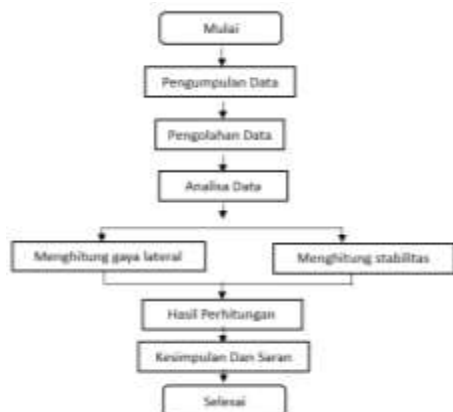 Mulai
Pengumpulan Data
Pengolahan Data
Analisa Data
Menghitung gaya lateral
Menghitung stabilitas
Hasil Perhitungan
Kesimpulan Dan Saran
Selesai